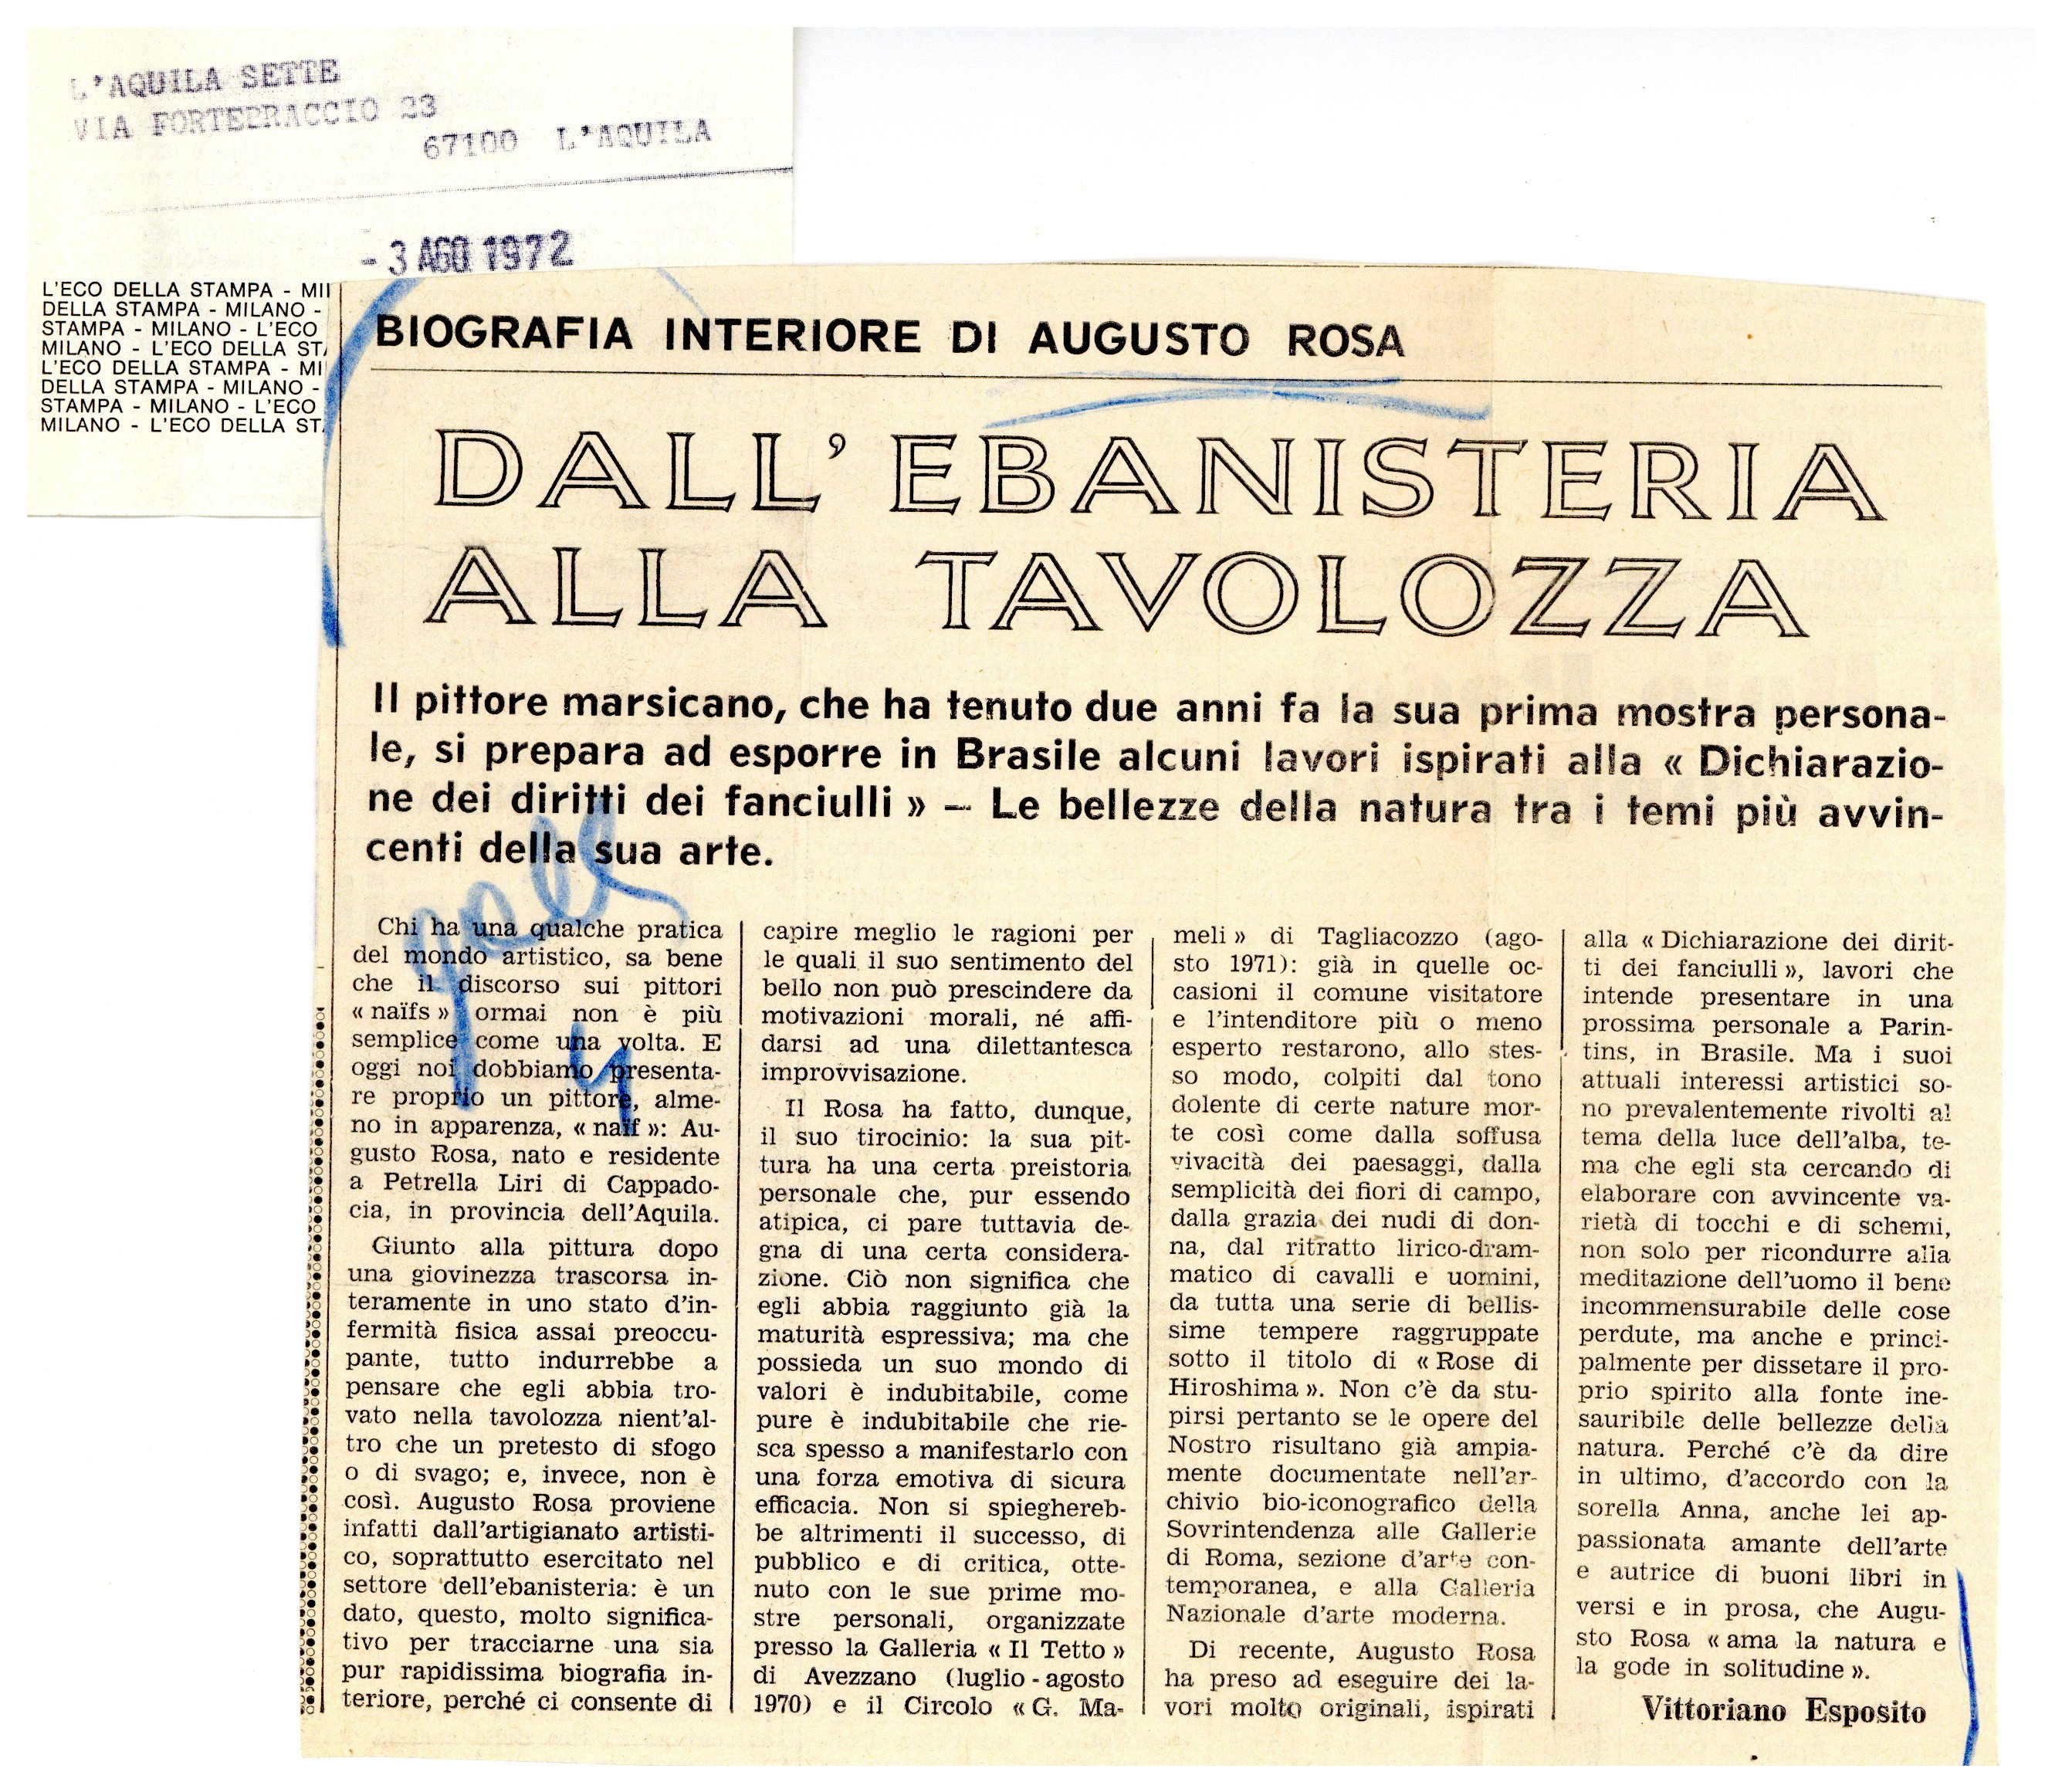 L'AQUILA SETTE
VIA FORTEBRACCIO 23
67100 L'AQUILA
- 3 AGO 1972
L'ECO DELLA STAMPA - MI
DELLA STAMPA - MILANO -
STAMPA - MILANO - L'ECO
MILANO - L'ECO DELLA STA
L'ECO DELLA STAMPA - MI
DELLA STAMPA - MILANO -
STAMPA - MILANO - L'ECO
MILANO - L'ECO DELLA ST
BIOGRAFIA INTERIORE DI AUGUSTO ROSA
DALL'EBANISTERIA
ALLA TAVOLOZZA
Il pittore marsicano, che ha tenuto due anni fa la sua prima mostra persona-
le, si prepara ad esporre in Brasile alcuni lavori ispirati alla « Dichiarazio-
ne dei diritti dei fanciulli » – Le bellezze della natura tra i temi più avvin-
centi della sua arte.
Chi ha una qualche pratica
del mondo artistico, sa bene
che il discorso sui pittori
« naïfs » ormai non è più
semplice come una volta. E
oggi noi dobbiamo presenta-
re proprio un pittore, alme-
no in apparenza, « naïf »: Au-
gusto Rosa, nato e residente
a Petrella Liri di Cappado-
cia, in provincia dell'Aquila.
Giunto alla pittura dopo
una giovinezza trascorsa in-
teramente in uno stato d'in-
fermità fisica assai preoccu-
pante, tutto indurrebbe a
pensare che egli abbia tro-
vato nella tavolozza nient'al-
tro che un pretesto di sfogo
o di svago; e, invece, non è
così. Augusto Rosa proviene
infatti dall'artigianato artisti-
co, soprattutto esercitato nel
settore dell'ebanisteria: è un
dato, questo, molto significa-
tivo per tracciarne una sia
pur rapidissima biografia in-
teriore, perché ci consente di
capire meglio le ragioni per
le quali il suo sentimento del
bello non può prescindere da
motivazioni morali, né affi-
darsi ad una dilettantesca
improvvisazione.
Il Rosa ha fatto, dunque,
il suo tirocinio: la sua pit-
tura ha una certa preistoria
personale che, pur essendo
atipica, ci pare tuttavia de-
gna di una certa considera-
zione. Ciò non significa che
egli abbia raggiunto già la
maturità espressiva; ma che
possieda un suo mondo di
valori è indubitabile, come
pure è indubitabile che rie-
sca spesso a manifestarlo con
una forza emotiva di sicura
efficacia. Non si spieghereb-
be altrimenti il successo, di
pubblico e di critica, otte-
nuto con le sue prime mo-
stre personali, organizzate
presso la Galleria « Il Tetto »
di Avezzano (luglio - agosto
1970) e il Circolo « G. Ma-
meli » di Tagliacozzo (ago-
sto 1971): già in quelle oc-
casioni il comune visitatore
e l'intenditore più o meno
esperto restarono, allo stes-
so modo, colpiti dal tono
dolente di certe nature mor-
te così come dalla soffusa
vivacità dei paesaggi, dalla
semplicità dei fiori di campo,
dalla grazia dei nudi di don-
na, dal ritratto lirico-dram-
matico di cavalli e uomini,
da tutta una serie di bellis-
sime tempere raggruppate
sotto il titolo di « Rose di
Hiroshima ». Non c'è da stu-
pirsi pertanto se le opere del
Nostro risultano già ampia-
mente documentate nell'ar-
chivio bio-iconografico della
Sovrintendenza alle Gallerie
di Roma, sezione d'arte con-
temporanea, e alla Galleria
Nazionale d'arte moderna.
Di recente, Augusto Rosa
ha preso ad eseguire dei la-
vori molto originali, ispirati
alla « Dichiarazione dei dirit-
ti dei fanciulli », lavori che
intende presentare in una
prossima personale a Parin-
tins, in Brasile. Ma i suoi
attuali interessi artistici so-
no prevalentemente rivolti al
tema della luce dell'alba, te-
ma che egli sta cercando di
elaborare con avvincente va-
rietà di tocchi e di schemi,
non solo per ricondurre alla
meditazione dell'uomo il bene
incommensurabile delle cose
perdute, ma anche e princi-
palmente per dissetare il pro-
prio spirito alla fonte ine-
sauribile delle bellezze della
natura. Perché c'è da dire
in ultimo, d'accordo con la
sorella Anna, anche lei ap-
passionata amante dell'arte
e autrice di buoni libri in
versi e in prosa, che Augu-
sto Rosa « ama la natura e
la gode in solitudine ».
Vittoriano Esposito